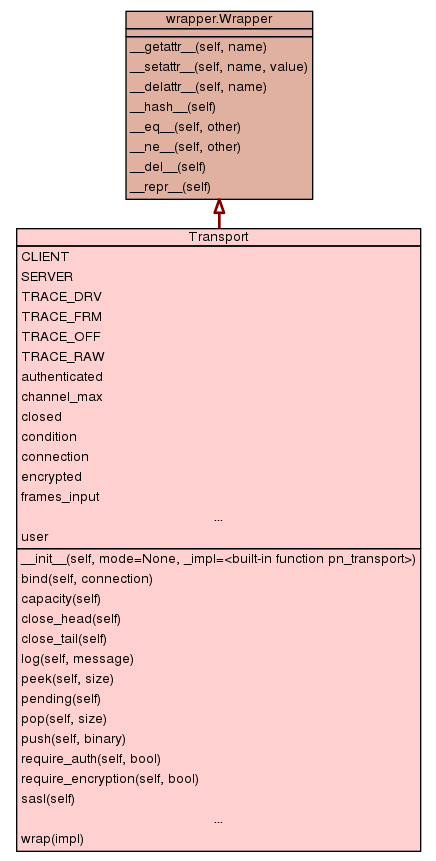 wrapper.Wrapper
__getattr__(self, name)
__setattr__(self, name, value)
__delattr__(self, name)
__hash__(self)
__eq__(self, other)
__ne__(self, other)
__del__(self)
__repr__(self)
Transport
CLIENT
SERVER
TRACE_DRV
TRACE_FRM
TRACE_OFF
TRACE_RAW
authenticated
channel_max
closed
condition
connection
encrypted
frames_input
...
user
__init__(self, mode=None, _impl=<built-in function pn_transport>)
bind(self, connection)
capacity(self)
close_head(self)
close_tail(self)
log(self, message)
peek(self, size)
pending(self)
pop(self, size)
push(self, binary)
require_auth(self, bool)
require_encryption(self, bool)
sasl(self)
...
wrap(impl)